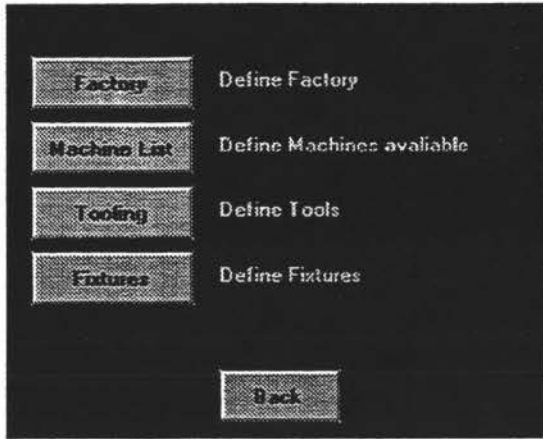 Factory Define Factory
Machine List Define Machines avaliable
Tooling Define Tools
Fixtures Define Fixtures
Back